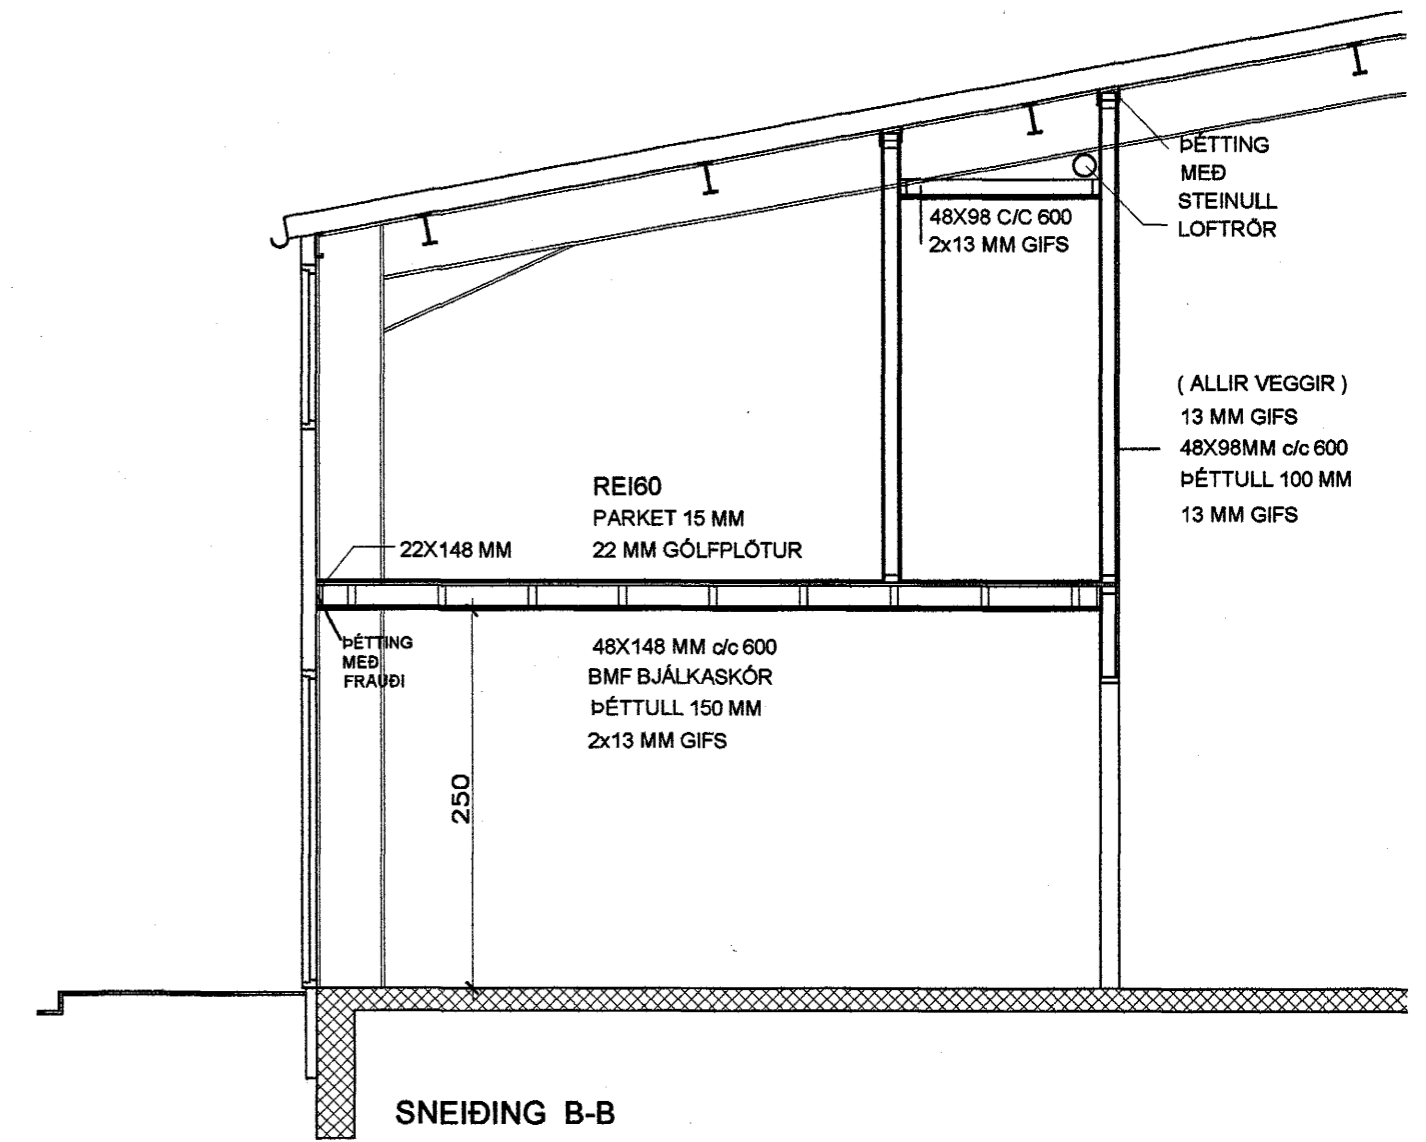 ÞÉTTING
MEÐ
STEINULL
LOFTRÖR
48X98 C/C 600
2x13 MM GIFS
( ALLIR VEGGIR )
13 MM GIFS
48X98MM c/c 600
ÞÉTTULL 100 MM
13 MM GIFS
REI60
PARKET 15 MM
22 MM GÓLFPLÖTUR
22X148 MM
ÞÉTTING
MEÐ
FRAUÐI
48X148 MM c/c 600
BMF BJÁLKASKÓR
ÞÉTTULL 150 MM
2x13 MM GIFS
250
SNEIÐING B-B